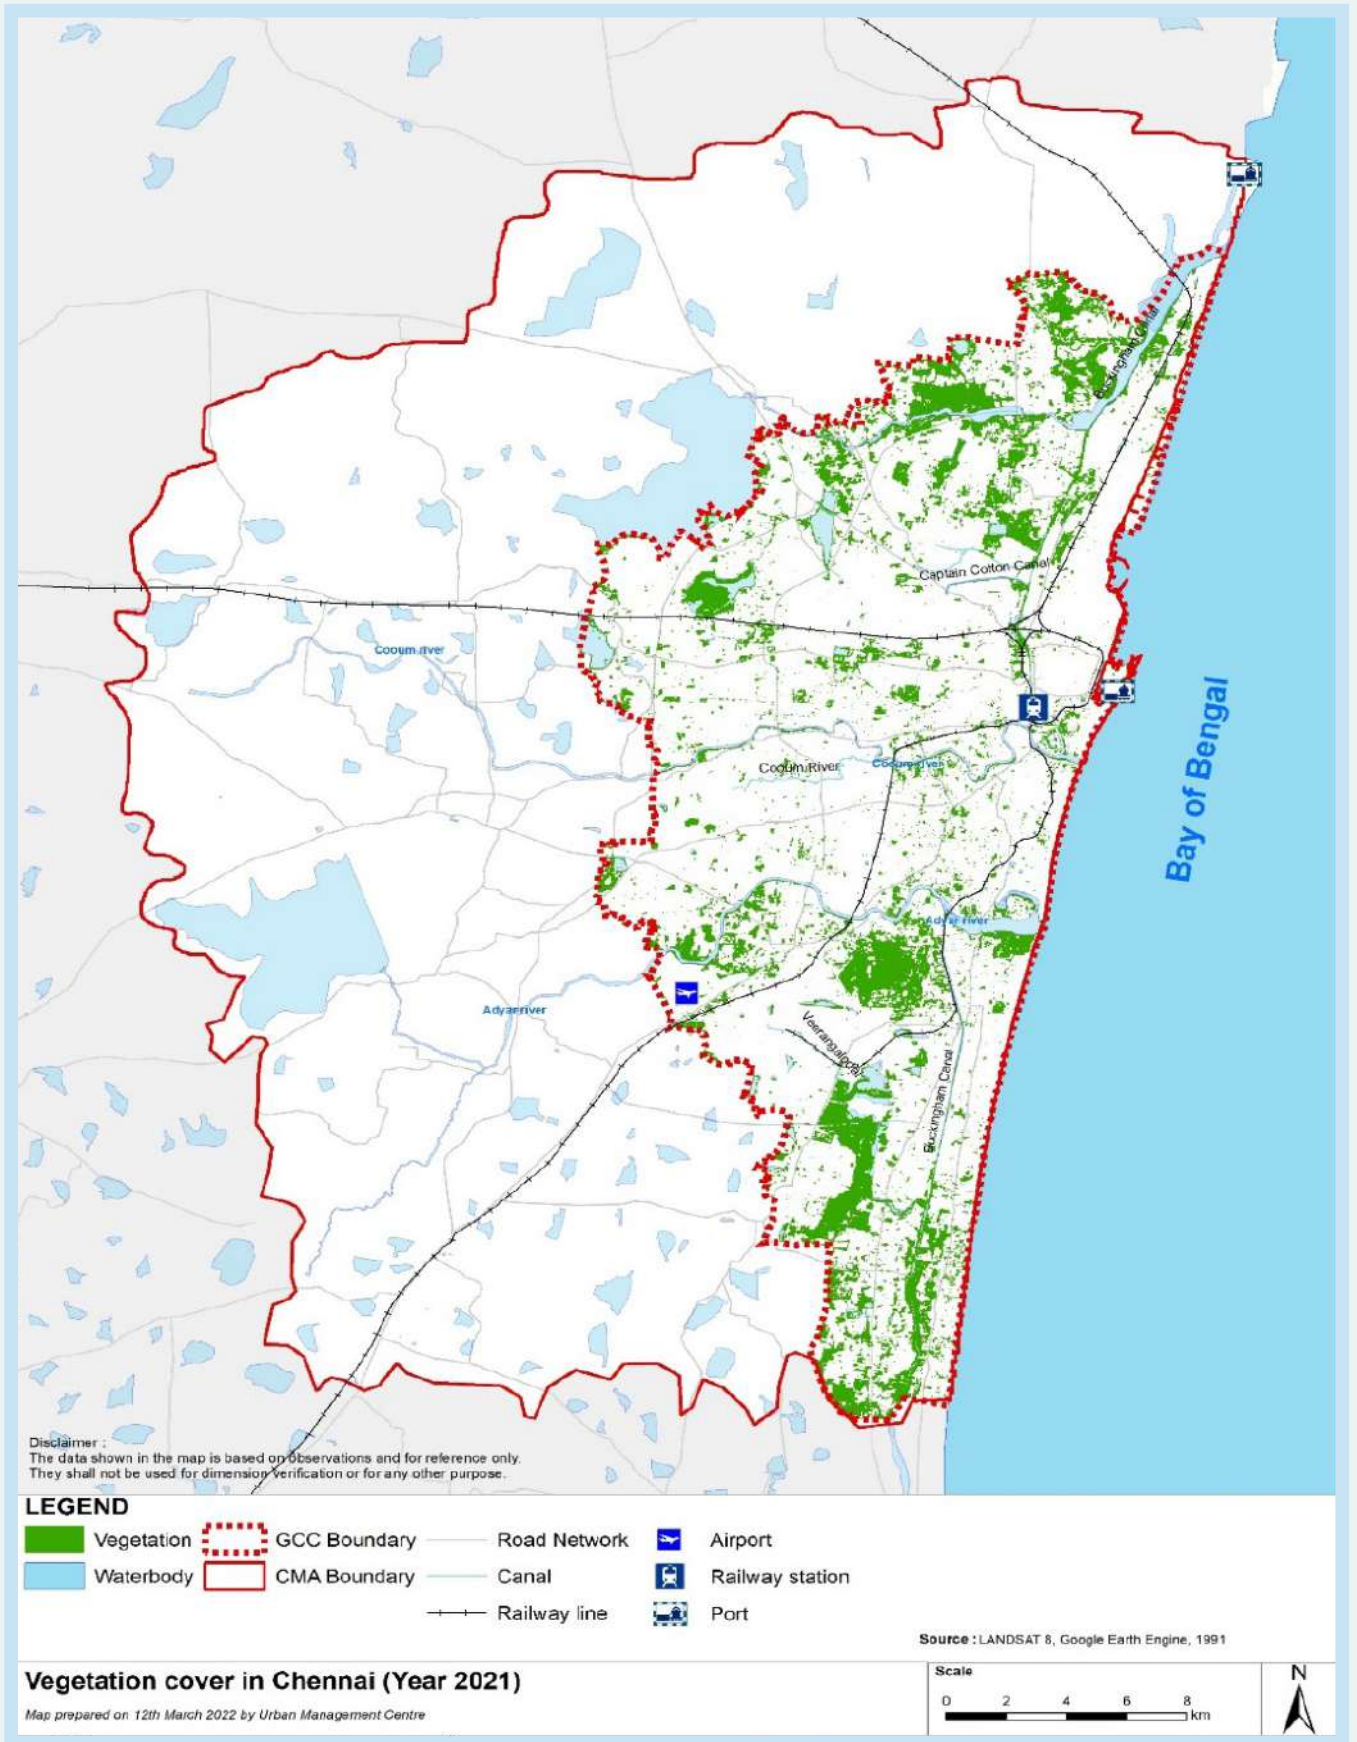 Buckingham Canal
Captain Cotton Canal
Cooum river
Bay of Bengal
Cooum River
Cooum river
Adyar river
Adyar river
Buckingham Canal
Disclaimer :
The data shown in the map is based on observations and for reference only.
They shall not be used for dimension verification or for any other purpose.
LEGEND
Vegetation
GCC Boundary
Road Network
Airport
Waterbody
CMA Boundary
Canal
Railway station
Railway line
Port
Source : LANDSAT 8, Google Earth Engine, 1991
Vegetation cover in Chennai (Year 2021)
Map prepared on 12th March 2022 by Urban Management Centre
Scale
0 2 4 6 8
km
N